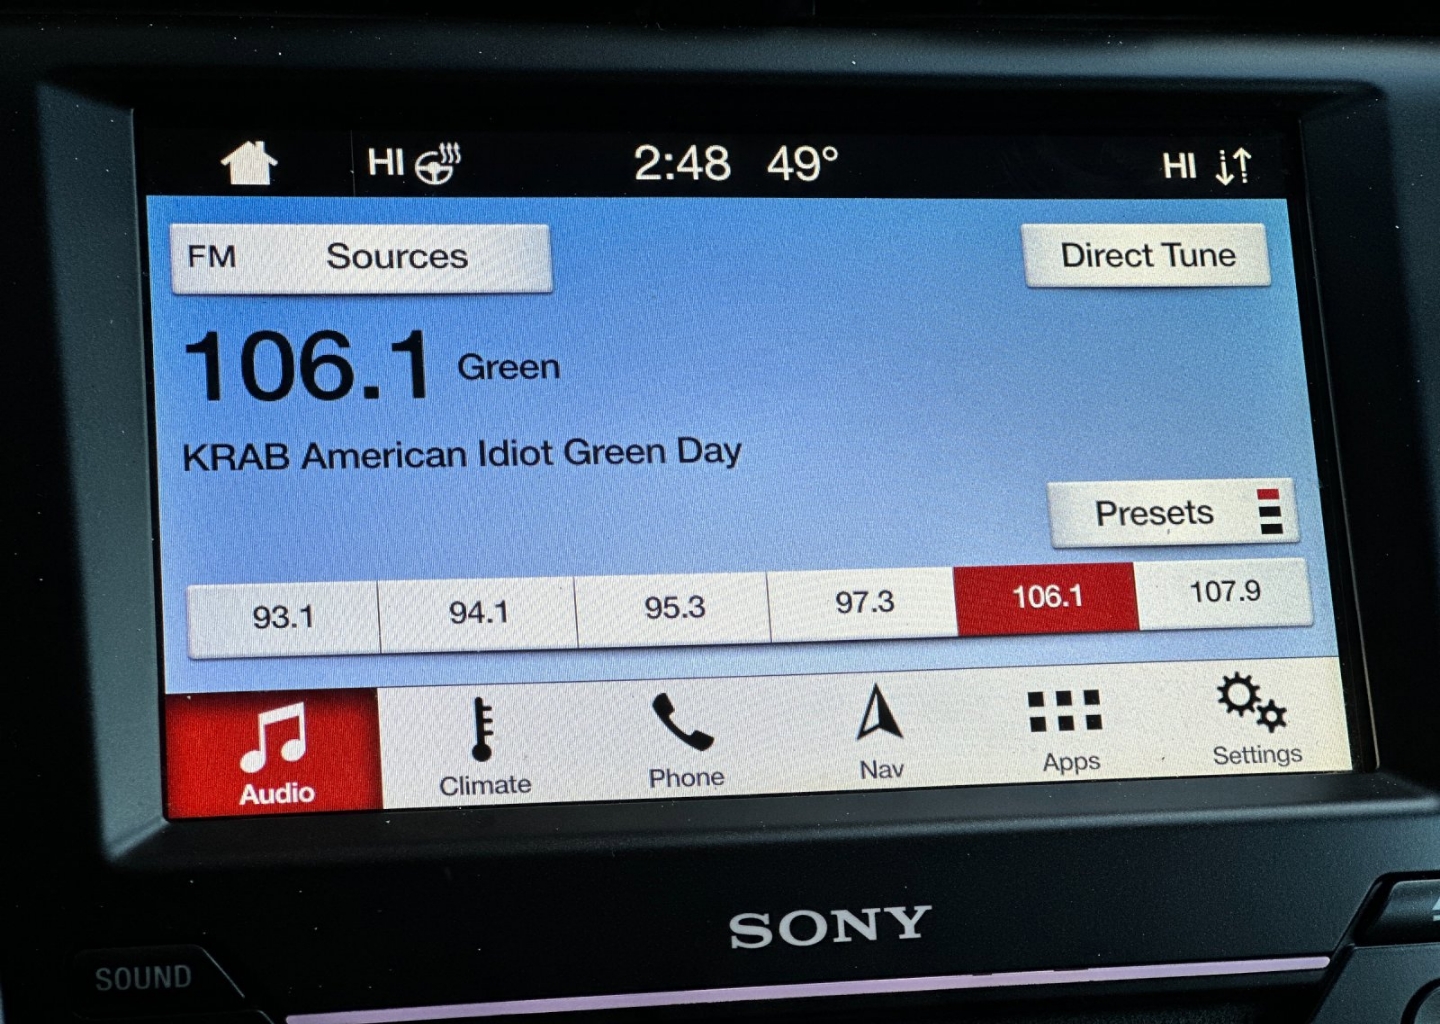 HI 2:48 49° HI
FM Sources Direct Tune
106.1 Green
KRAB American Idiot Green Day
Presets
93.1 94.1 95.3 97.3 106.1 107.9
Audio Climate Phone Nav Apps Settings
SONY
SOUND